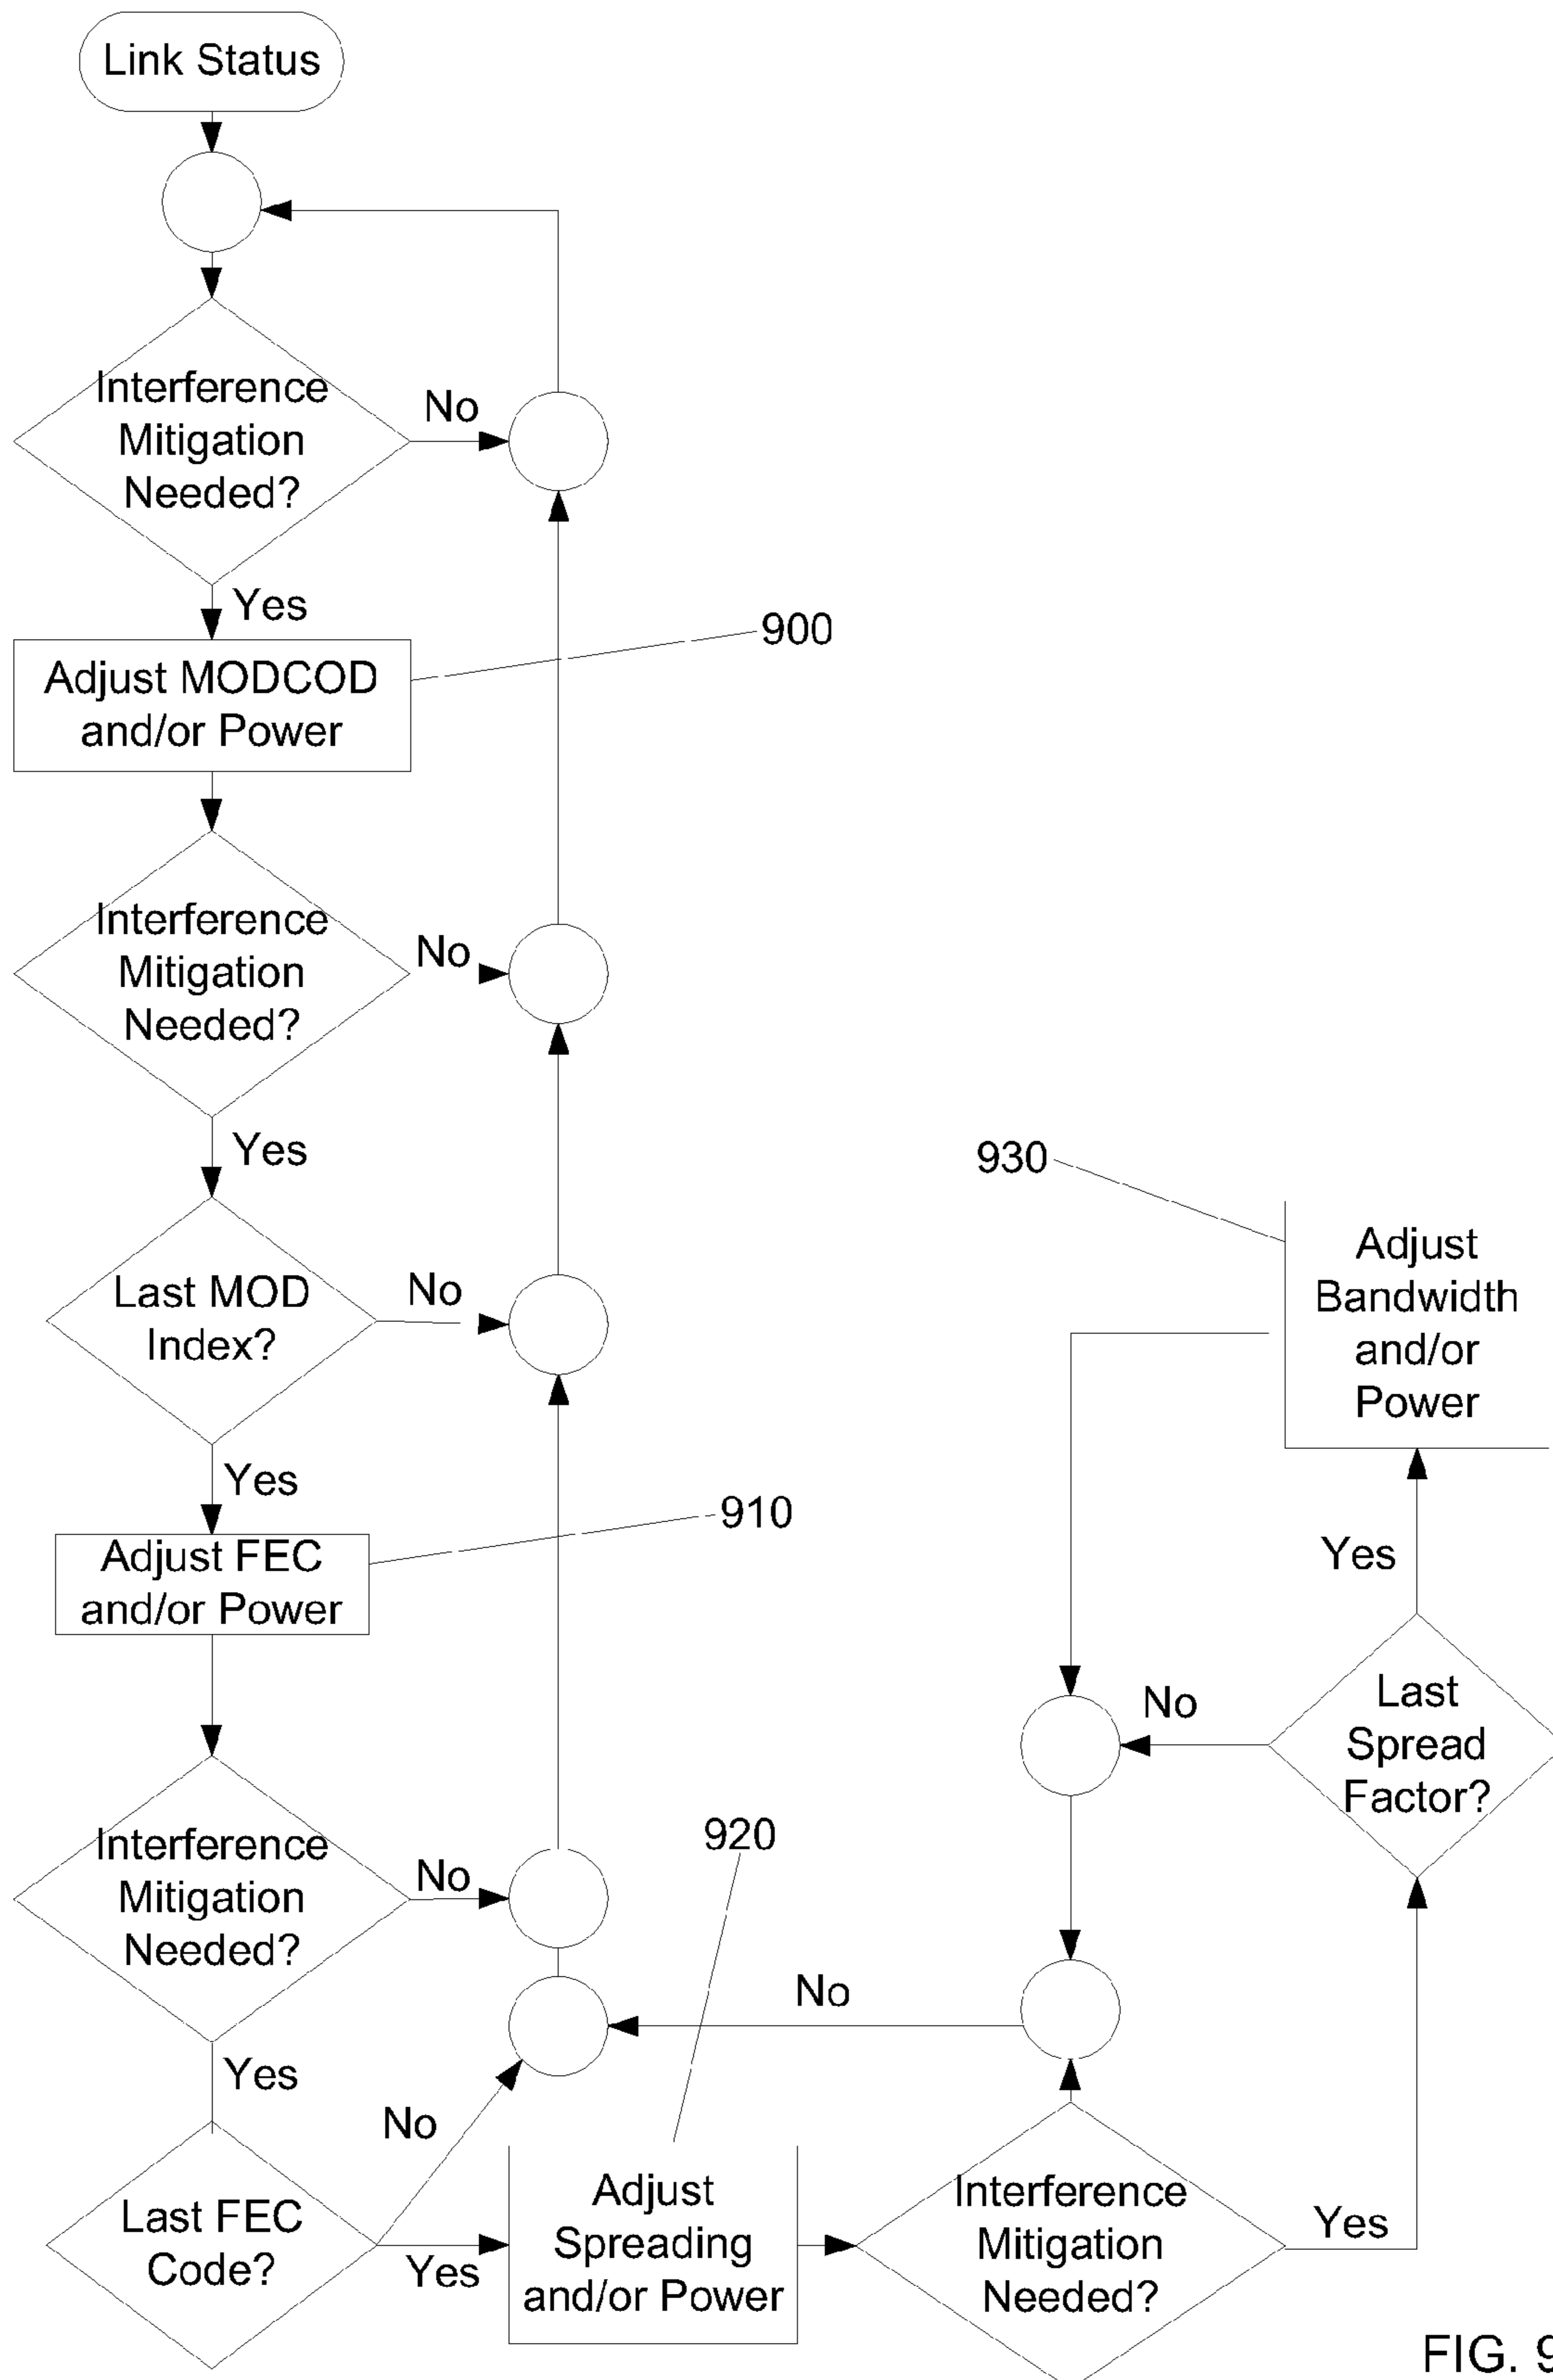 Link Status
Interference
Mitigation
Needed?
No
Yes
900
Adjust MODCOD
and/or Power
Interference
Mitigation
Needed?
No
Yes
930
Last MOD
Index?
No
Adjust
Bandwidth
and/or
Power
Yes
910
Adjust FEC
and/or Power
Yes
Last
Spread
Factor?
No
920
Interference
Mitigation
Needed?
No
No
Yes
No
Last FEC
Code?
Yes
Adjust
Spreading
and/or Power
Interference
Mitigation
Needed?
Yes
FIG. 9